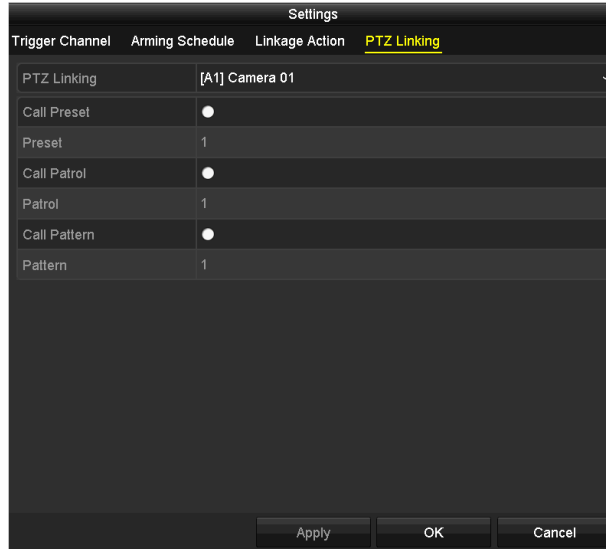 Settings
Trigger Channel Arming Schedule Linkage Action PTZ Linking
PTZ Linking [A1] Camera 01
Call Preset
Preset 1
Call Patrol
Patrol 1
Call Pattern
Pattern 1
Apply OK Cancel